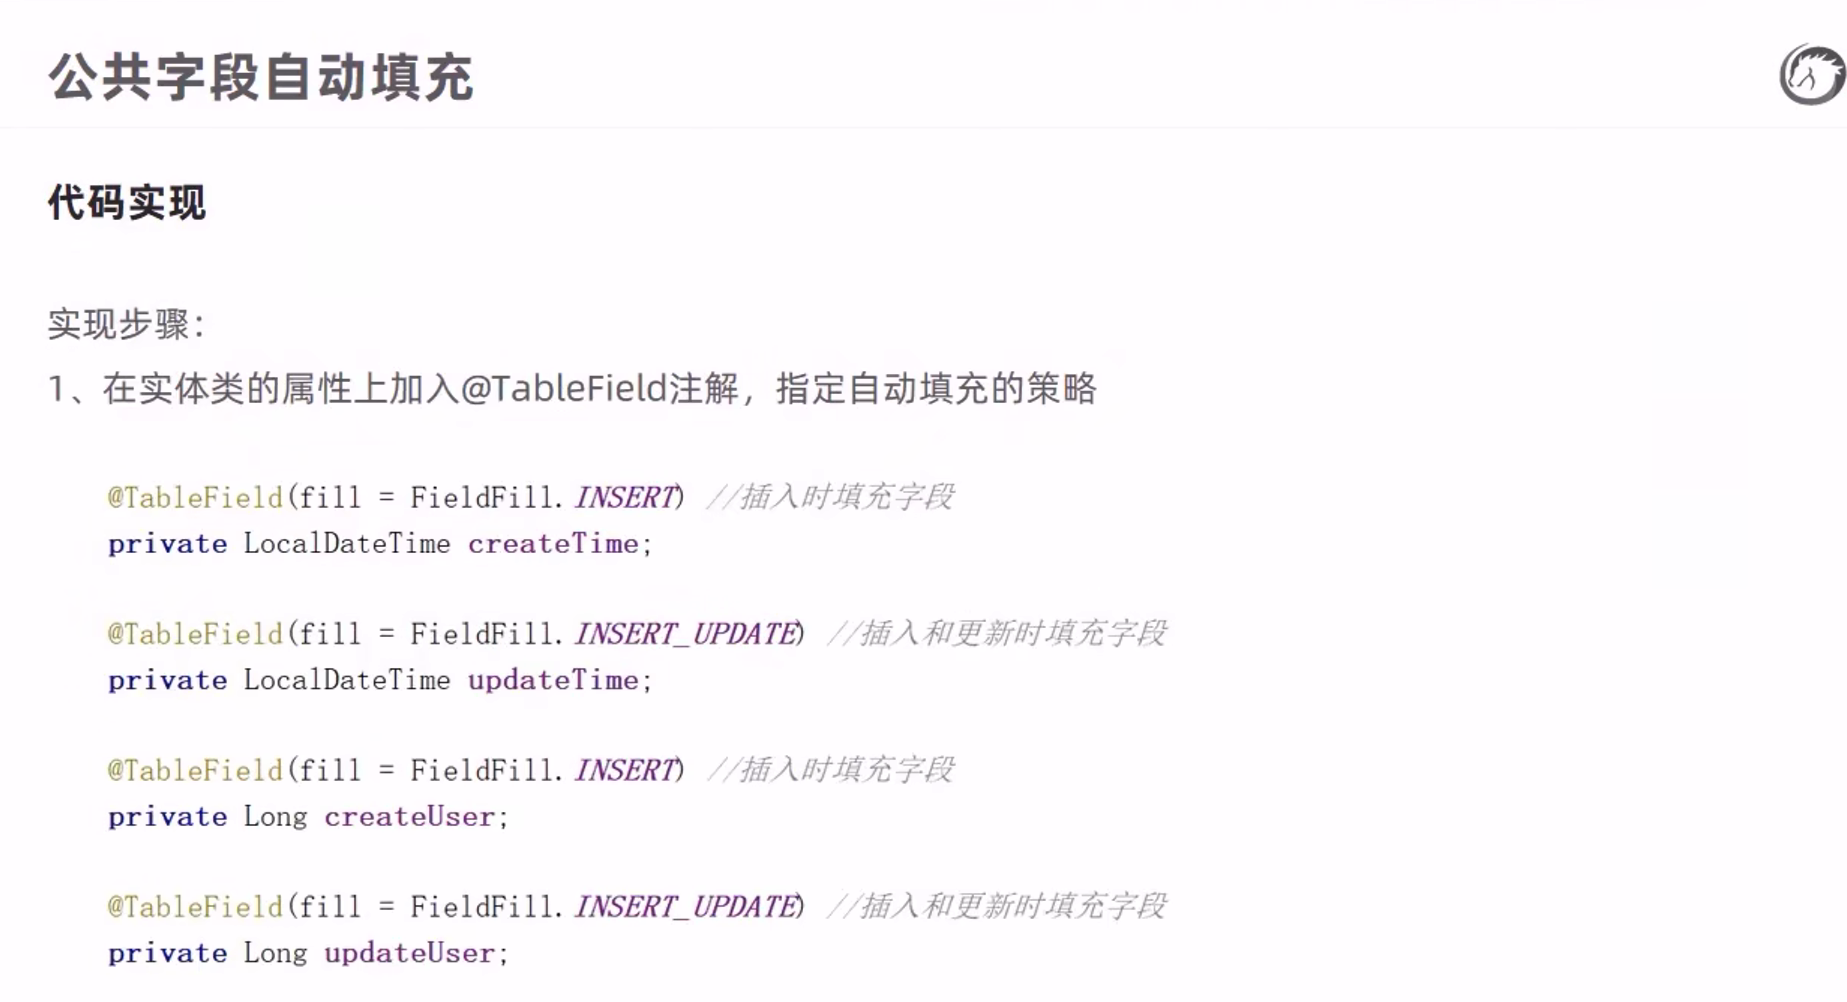 公共字段自动填充
代码实现
实现步骤：
1、在实体类的属性上加入@TableField注解，指定自动填充的策略
@TableField(fill = FieldFill.INSERT) //插入时填充字段
private LocalDateTime createTime;
@TableField(fill = FieldFill.INSERT_UPDATE) //插入和更新时填充字段
private LocalDateTime updateTime;
@TableField(fill = FieldFill.INSERT) //插入时填充字段
private Long createUser;
@TableField(fill = FieldFill.INSERT_UPDATE) //插入和更新时填充字段
private Long updateUser;